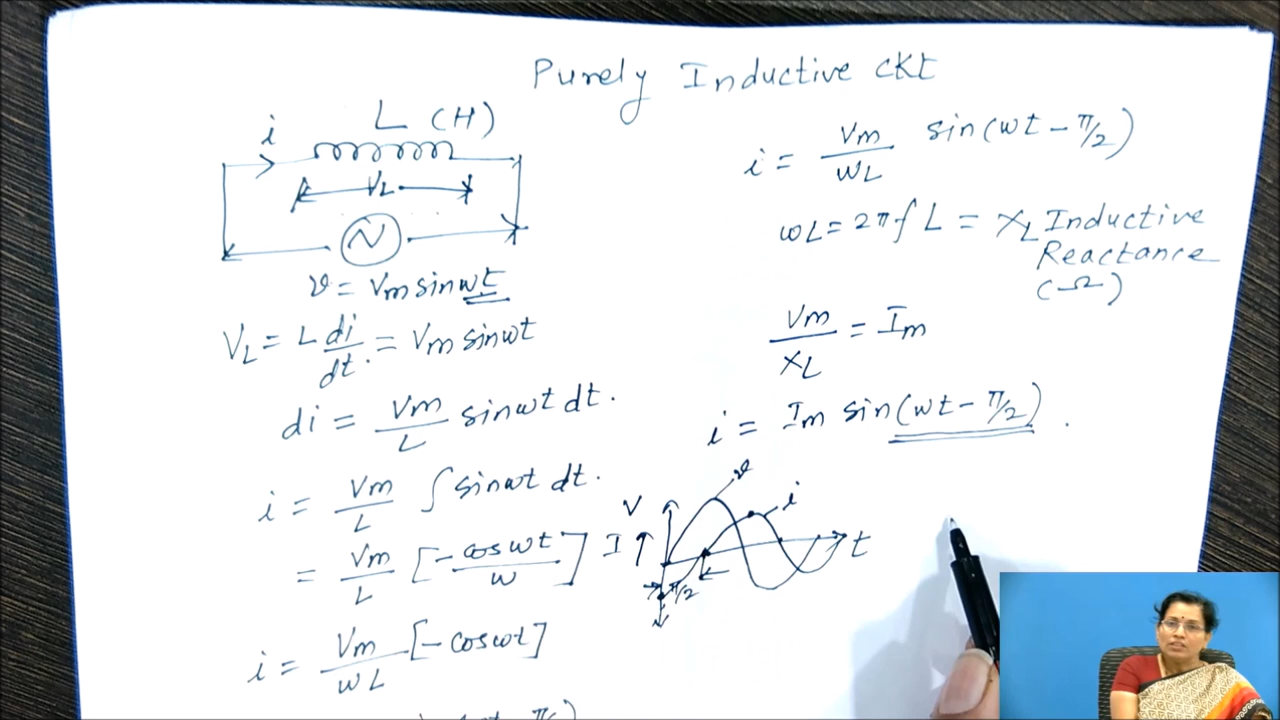 Purely Inductive ckt
L (H)
i
VL
v = Vm sinωt
VL = L di/dt. = Vm sinωt
di = Vm/L sinωt dt.
i = Vm/L ∫ sinωt dt.
= Vm/L [-cosωt/ω]
i = Vm/ωL [-cosωt]
i = Vm/ωL sin(ωt - π/2)
ωL = 2πfL = XL Inductive
Reactance
(Ω)
Vm/XL = Im
i = Im sin(ωt - π/2).
v
V
i
I
t
π/2